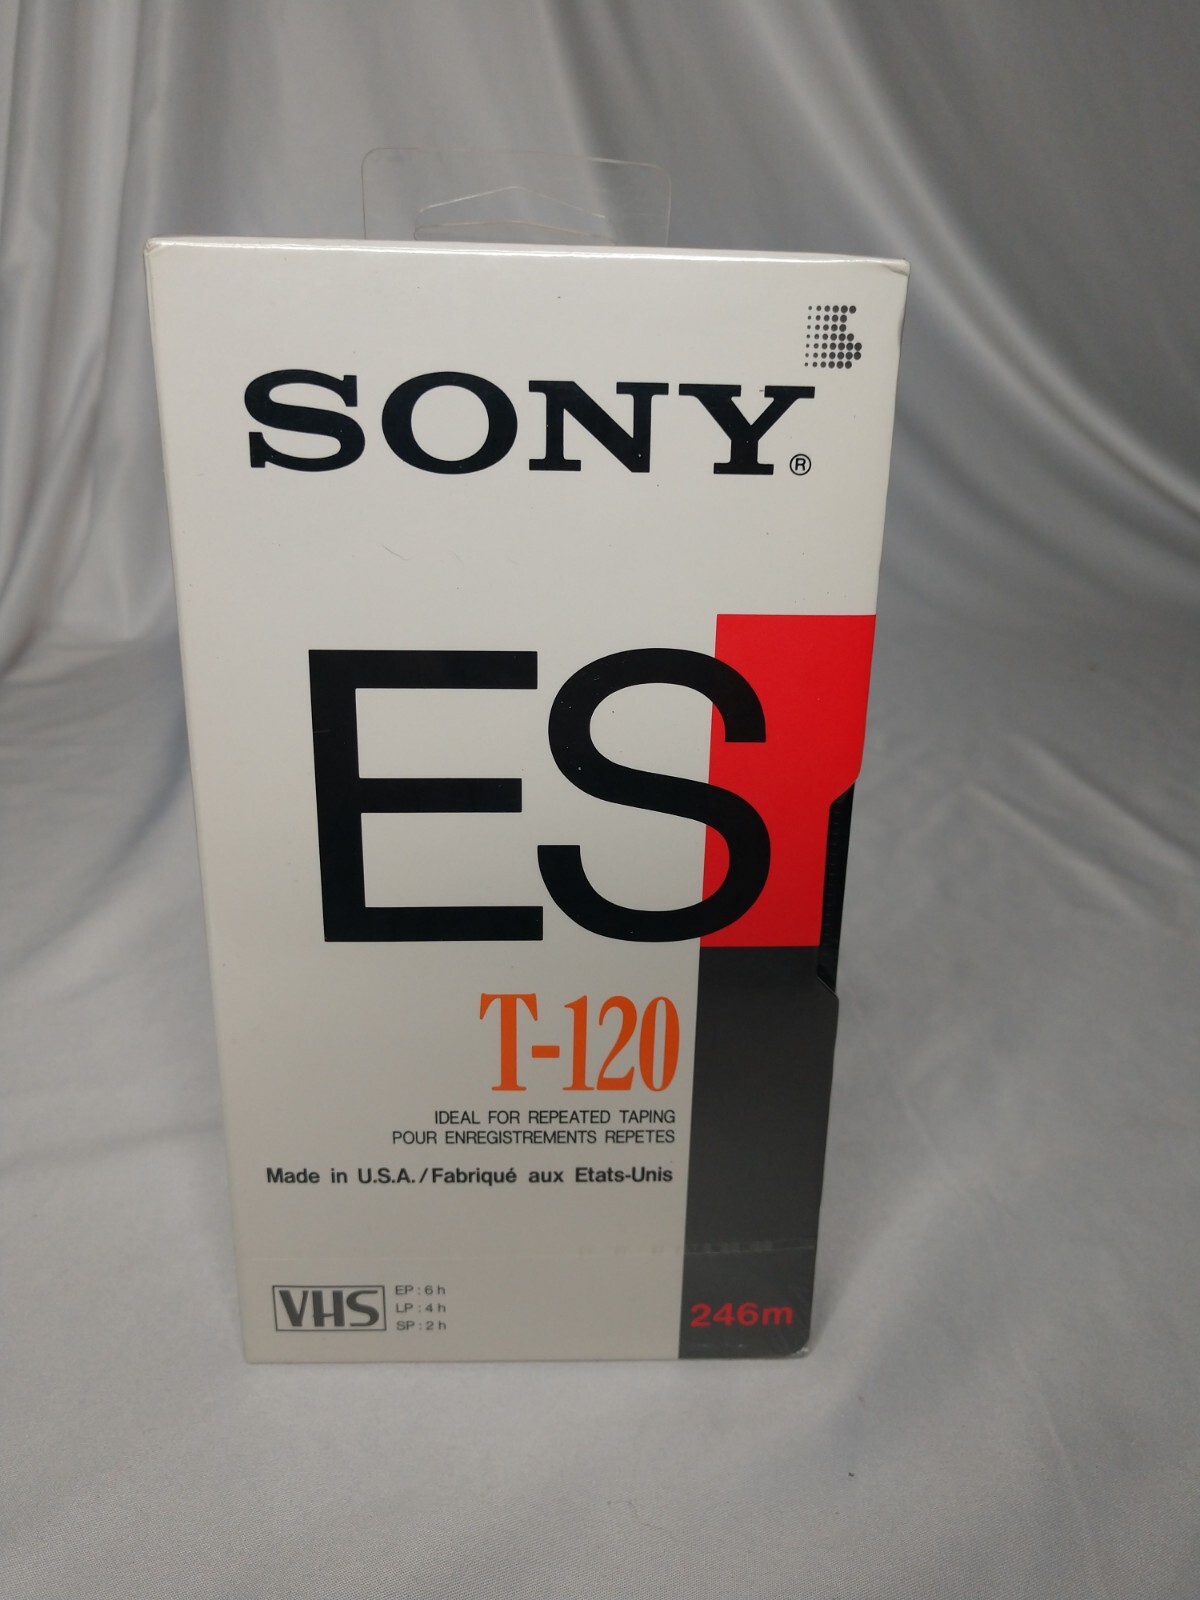 SONY®
ES
T-120
IDEAL FOR REPEATED TAPING
POUR ENREGISTREMENTS REPETES
Made in U.S.A./Fabriqué aux Etats-Unis
VHS
EP : 6 h
LP : 4 h
SP : 2 h
246m